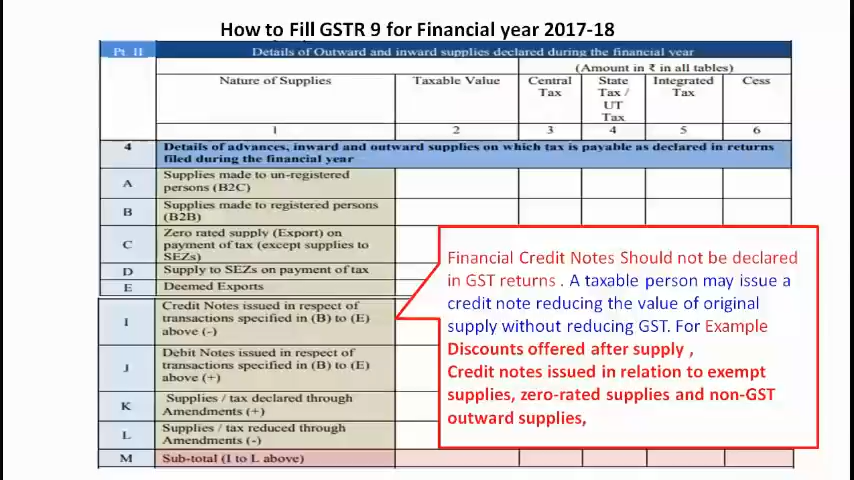 How to Fill GSTR 9 for Financial year 2017-18
Pt. II
Details of Outward and inward supplies declared during the financial year
(Amount in ₹ in all tables)
Nature of Supplies
Taxable Value
Central
Tax
State
Tax /
UT
Tax
Integrated
Tax
Cess
1
2
3
4
5
6
4
Details of advances, inward and outward supplies on which tax is payable as declared in returns
filed during the financial year
A
Supplies made to un-registered
persons (B2C)
B
Supplies made to registered persons
(B2B)
C
Zero rated supply (Export) on
payment of tax (except supplies to
SEZs)
D
Supply to SEZs on payment of tax
E
Deemed Exports
I
Credit Notes issued in respect of
transactions specified in (B) to (E)
above (-)
J
Debit Notes issued in respect of
transactions specified in (B) to (E)
above (+)
K
Supplies / tax declared through
Amendments (+)
L
Supplies / tax reduced through
Amendments (-)
M
Sub-total (I to L above)
Financial Credit Notes Should not be declared
in GST returns . A taxable person may issue a
credit note reducing the value of original
supply without reducing GST. For Example
Discounts offered after supply ,
Credit notes issued in relation to exempt
supplies, zero-rated supplies and non-GST
outward supplies,